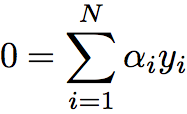 0 = \sum_{i=1}^{N} \alpha_i y_i